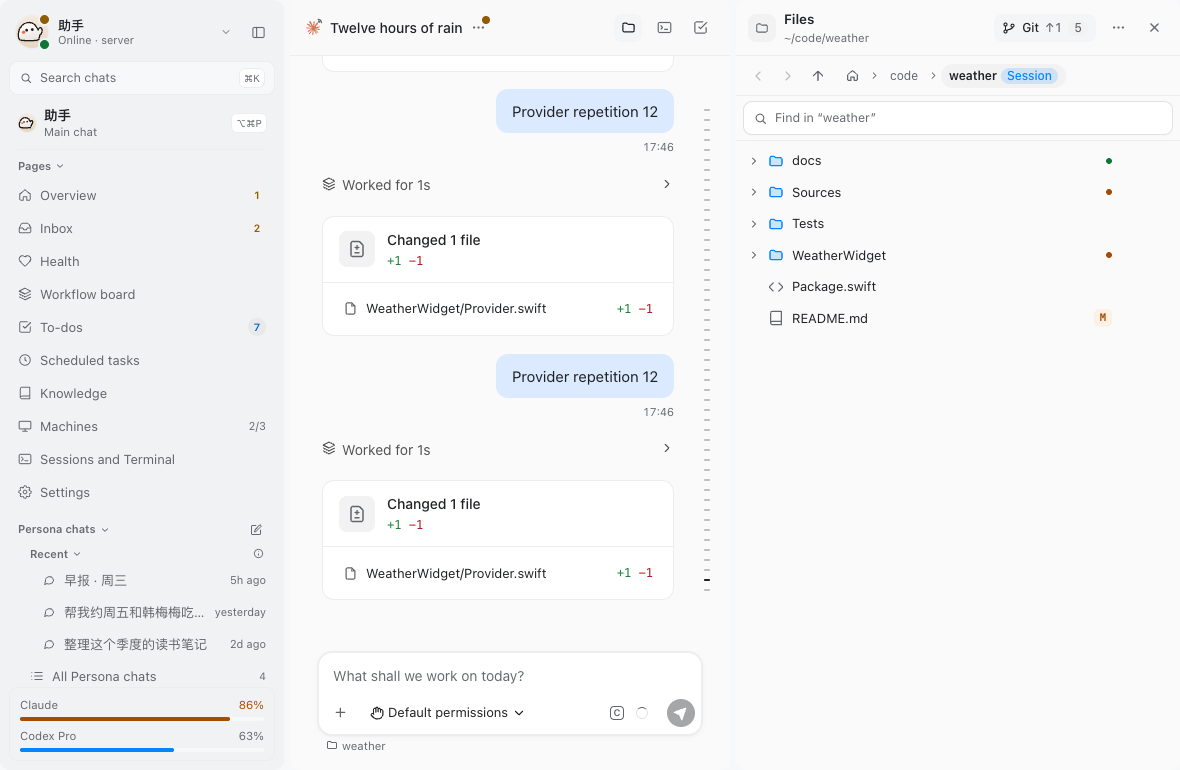 助手
Online · server
Search chats
⌘K
助手
Main chat
⌥⌘P
Pages
Overview
Inbox
Health
Workflow board
To-dos
2
Scheduled tasks
Knowledge
Machines
Sessions and Terminal
Settings
Persona chats
Recent
早报 · 周三
5h ago
帮我约周五和韩梅梅吃...
yesterday
整理这个季度的读书笔记
2d ago
All Persona chats
4
Claude
86%
Codex Pro
63%
Twelve hours of rain
Provider repetition 12
17:46
Worked for 1s
Changed 1 file
+1 −1
WeatherWidget/Provider.swift
+1 −1
Provider repetition 12
17:46
Worked for 1s
Changed 1 file
+1 −1
WeatherWidget/Provider.swift
−1
What shall we work on today?
Default permissions
C
weather
Files
~/code/weather
Git ↑1 5
code
weather Session
Find in “weather”
docs
Sources
Tests
WeatherWidget
Package.swift
README.md
M